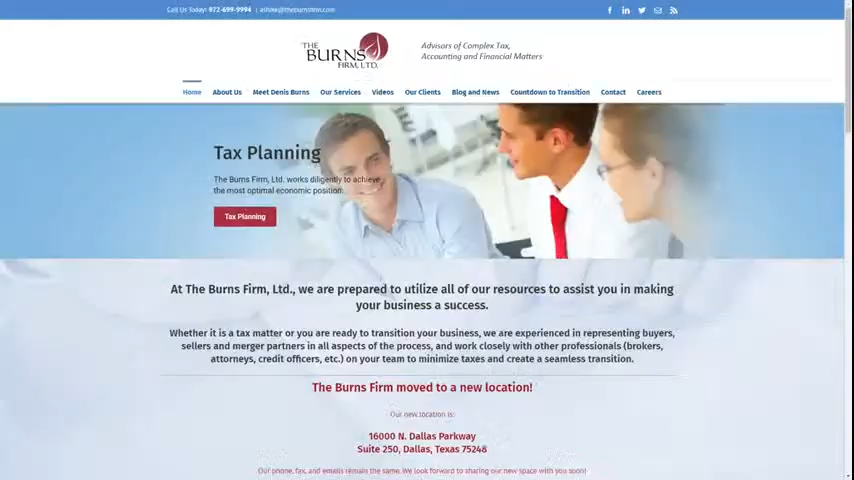 Call Us Today! 972-699-9994 |
Advisors of Complex Tax,
Accounting and Financial Matters
THE
BURNS
FIRM, LTD.
Home About Us Meet Denis Burns Our Services Videos Our Clients Blog and News Countdown to Transition Contact Careers
Tax Planning
The Burns Firm, Ltd. works diligently to achieve
the most optimal economic position.
Tax Planning
At The Burns Firm, Ltd., we are prepared to utilize all of our resources to assist you in making
your business a success.
Whether it is a tax matter or you are ready to transition your business, we are experienced in representing buyers,
sellers and merger partners in all aspects of the process, and work closely with other professionals (brokers,
attorneys, credit officers, etc.) on your team to minimize taxes and create a seamless transition.
The Burns Firm moved to a new location!
Our new location is:
16000 N. Dallas Parkway
Suite 250, Dallas, Texas 75248
Our phone, fax, and emails remain the same. We look forward to sharing our new space with you soon!